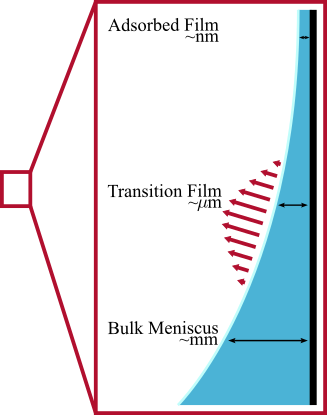 Adsorbed Film
~nm
Transition Film
~μm
Bulk Meniscus
~mm